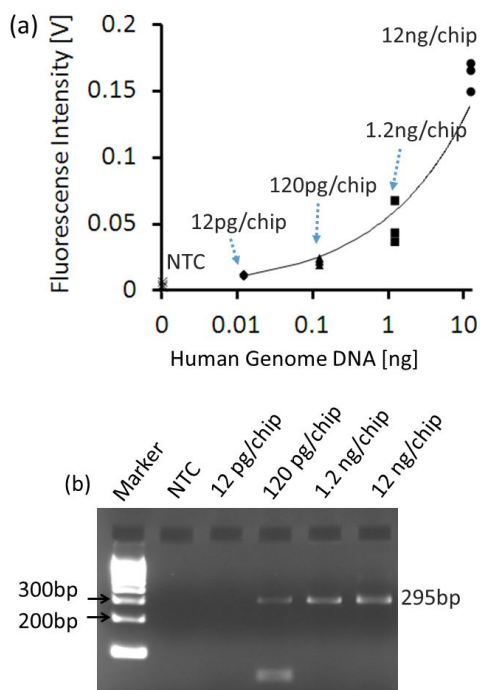 (a)
Fluorescense Intensity [V]
0.2
0.15
0.1
0.05
0
12ng/chip
1.2ng/chip
120pg/chip
12pg/chip
NTC
0 0.01 0.1 1 10
Human Genome DNA [ng]
(b)
Marker NTC 12 pg/chip 120 pg/chip 1.2 ng/chip 12 ng/chip
300bp
200bp
295bp